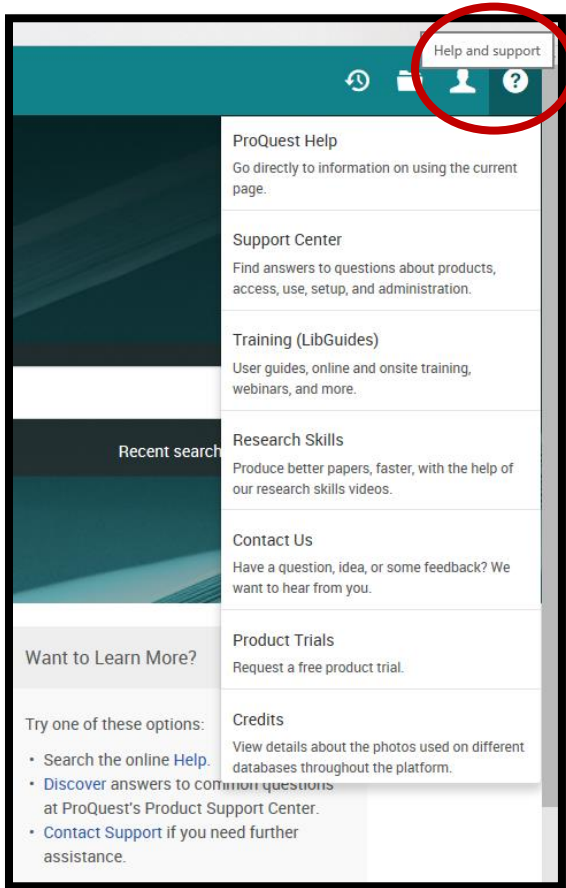 Help and support
ProQuest Help
Go directly to information on using the current
page.
Support Center
Find answers to questions about products,
access, use, setup, and administration.
Training (LibGuides)
User guides, online and onsite training,
webinars, and more.
Recent search
Research Skills
Produce better papers, faster, with the help of
our research skills videos.
Contact Us
Have a question, idea, or some feedback? We
want to hear from you.
Product Trials
Request a free product trial.
Credits
View details about the photos used on different
databases throughout the platform.
Want to Learn More?
Try one of these options:
• Search the online Help.
• Discover answers to common questions
at ProQuest's Product Support Center.
• Contact Support if you need further
assistance.